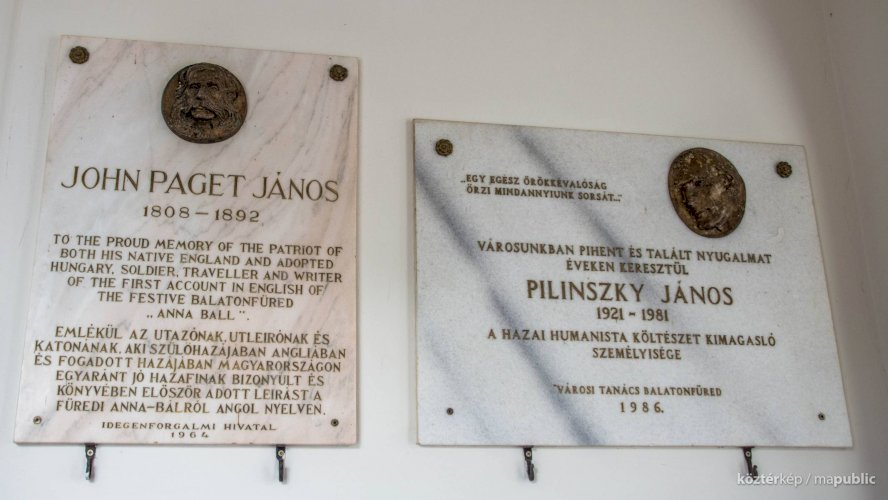 JOHN PAGET JÁNOS
1808-1892
TO THE PROUD MEMORY OF THE PATRIOT OF
BOTH HIS NATIVE ENGLAND AND ADOPTED
HUNGARY, SOLDIER, TRAVELLER AND WRITER
OF THE FIRST ACCOUNT IN ENGLISH OF
THE FESTIVE BALATONFÜRED
„ANNA BALL".
EMLÉKÜL AZ UTAZÓNAK, UTLEIRÓNAK ÉS
KATONÁNAK, AKI SZÜLŐHAZÁJÁBAN ANGLIÁBAN
ÉS FOGADOTT HAZÁJÁBAN MAGYARORSZÁGON
EGYARÁNT JÓ HAZAFINAK BIZONYULT ÉS
KÖNYVÉBEN ELŐSZÖR ADOTT LEIRÁST A
FÜREDI ANNA-BÁLRÓL ANGOL NYELVEN.
IDEGENFORGALMI HIVATAL
1964
„EGY EGÉSZ ÖRÖKKÉVALÓSÁG
ŐRZI MINDANNYIUNK SORSÁT..."
VÁROSUNKBAN PIHENT ÉS TALÁLT NYUGALMAT
ÉVEKEN KERESZTÜL
PILINSZKY JÁNOS
1921-1981
A HAZAI HUMANISTA KÖLTÉSZET KIMAGASLÓ
SZEMÉLYISÉGE
VÁROSI TANÁCS BALATONFÜRED
1986.
köztérkép / mapublic